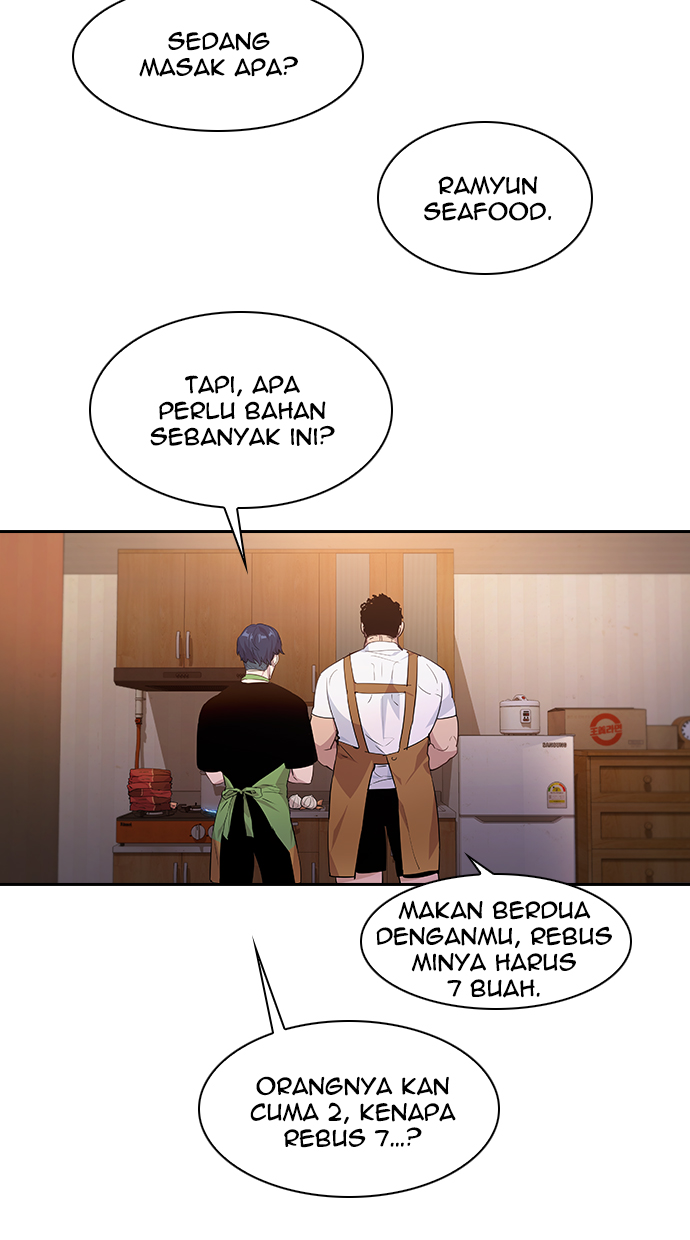 SEDANG
MASAK APA?
RAMYUN
SEAFOOD.
TAPI, APA
PERLU BAHAN
SEBANYAK INI?
SAMSUNG
MAKAN BERDUA
DENGANMU, REBUS
MINYA HARUS
7 BUAH.
ORANGNYA KAN
CUMA 2, KENAPA
REBUS 7...?